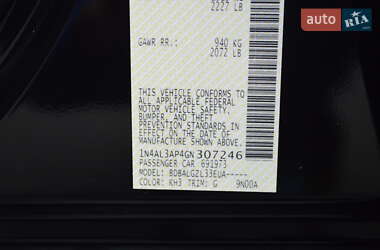 auto RIA.com
2227 LB
GAWR RR.: 940 KG
2072 LB
THIS VEHICLE CONFORMS TO
ALL APPLICABLE FEDERAL
MOTOR VEHICLE SAFETY,
BUMPER, AND THEFT
PREVENTION STANDARDS IN
EFFECT ON THE DATE OF
MANUFACTURE SHOWN ABOVE.
1N4AL3AP4GN307246
PASSENGER CAR 691973
MODEL: BDBALGZL33EUA-----
COLOR: KH3 TRIM: G 9N00A